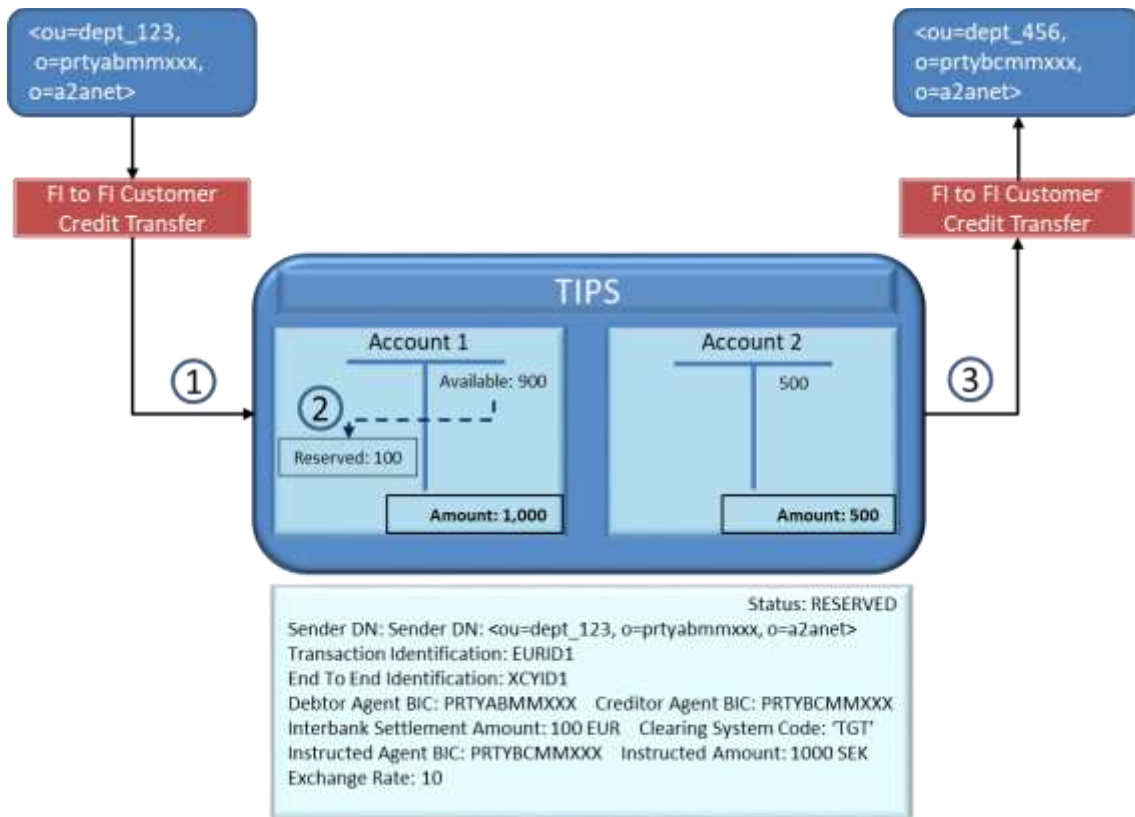 <ou=dept_123,
o=prtyabmmxxx,
o=a2anet>
<ou=dept_456,
o=prtybcmmxxx,
o=a2anet>
FI to FI Customer
Credit Transfer
FI to FI Customer
Credit Transfer
TIPS
Account 1
Available: 900
1
2
Reserved: 100
Amount: 1,000
Account 2
500
Amount: 500
3
Status: RESERVED
Sender DN: Sender DN: <ou=dept_123, o=prtyabmmxxx, o=a2anet>
Transaction Identification: EURID1
End To End Identification: XCYID1
Debtor Agent BIC: PRTYABMMXXX Creditor Agent BIC: PRTYBCMMXXX
Interbank Settlement Amount: 100 EUR Clearing System Code: 'TGT'
Instructed Agent BIC: PRTYBCMMXXX Instructed Amount: 1000 SEK
Exchange Rate: 10